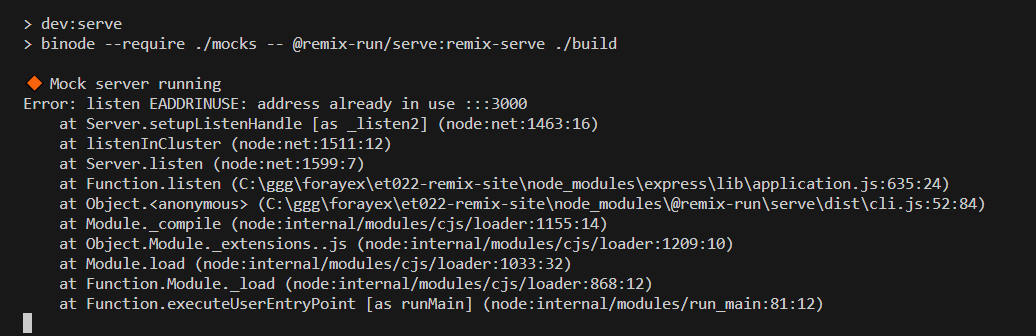 > dev:serve
> binode --require ./mocks -- @remix-run/serve:remix-serve ./build
🔶 Mock server running
Error: listen EADDRINUSE: address already in use :::3000
    at Server.setupListenHandle [as _listen2] (node:net:1463:16)
    at listenInCluster (node:net:1511:12)
    at Server.listen (node:net:1599:7)
    at Function.listen (C:\ggg\forayex\et022-remix-site\node_modules\express\lib\application.js:635:24)
    at Object.<anonymous> (C:\ggg\forayex\et022-remix-site\node_modules\@remix-run\serve\dist\cli.js:52:84)
    at Module._compile (node:internal/modules/cjs/loader:1155:14)
    at Object.Module._extensions..js (node:internal/modules/cjs/loader:1209:10)
    at Module.load (node:internal/modules/cjs/loader:1033:32)
    at Function.Module._load (node:internal/modules/cjs/loader:868:12)
    at Function.executeUserEntryPoint [as runMain] (node:internal/modules/run_main:81:12)